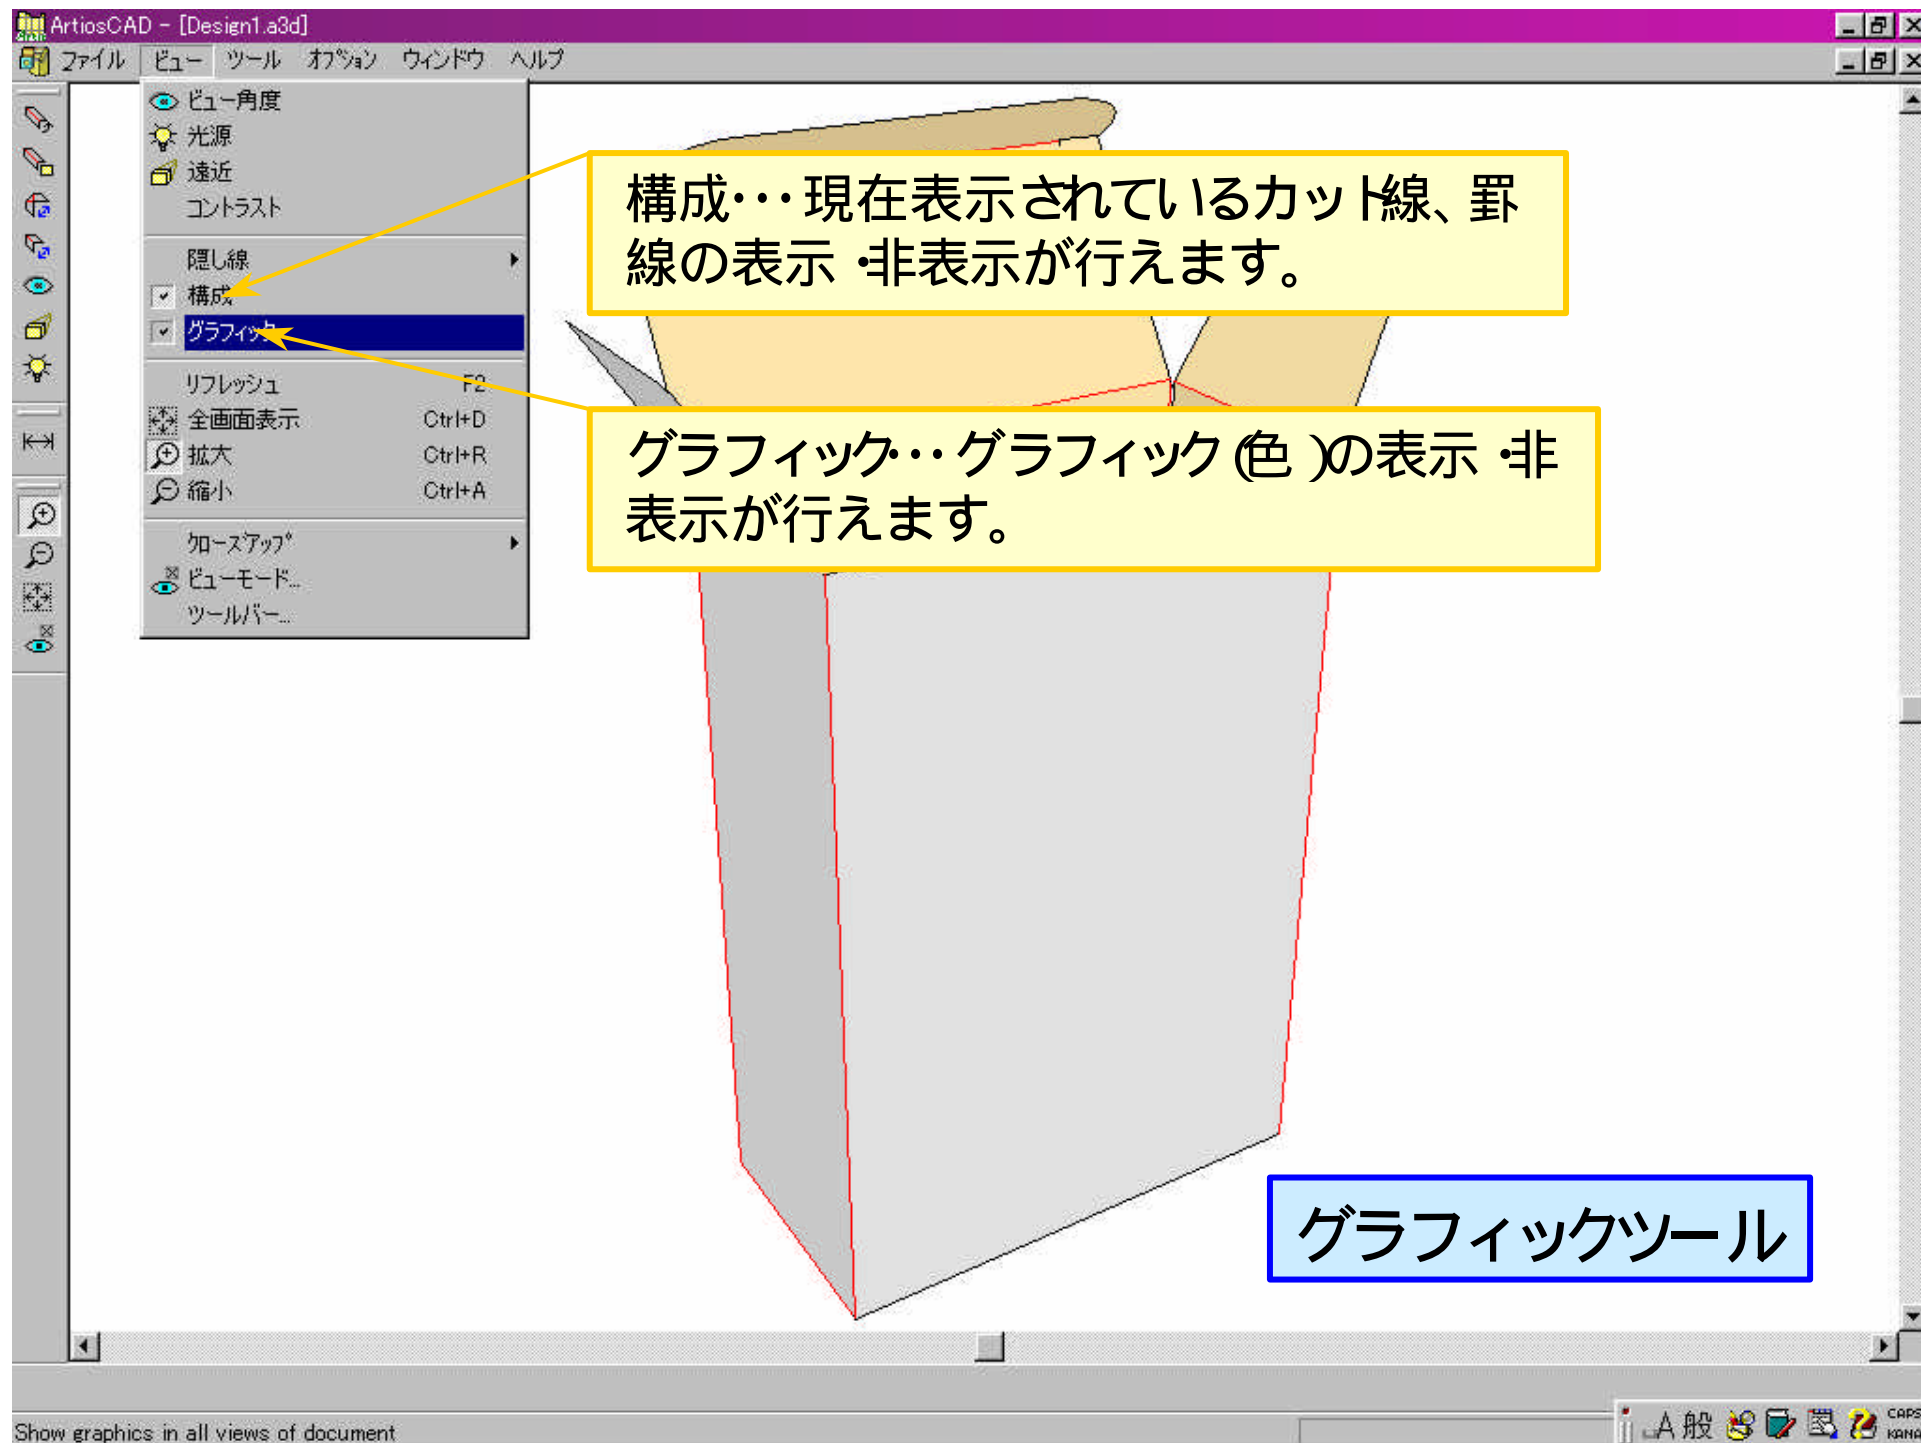 ArtiosCAD - [Design1.a3d]
ファイル ビュー ツール オプション ウィンドウ ヘルプ
ビュー角度
光源
遠近
コントラスト
隠し線
構成
グラフィック
リフレッシュ F2
全画面表示 Ctrl+D
拡大 Ctrl+R
縮小 Ctrl+A
クローズアップ
ビューモード...
ツールバー...
構成・・・現在表示されているカット線、罫
線の表示・非表示が行えます。
グラフィック・・・グラフィック(色)の表示・非
表示が行えます。
グラフィックツール
Show graphics in all views of document
A 般
CAPS
KANA